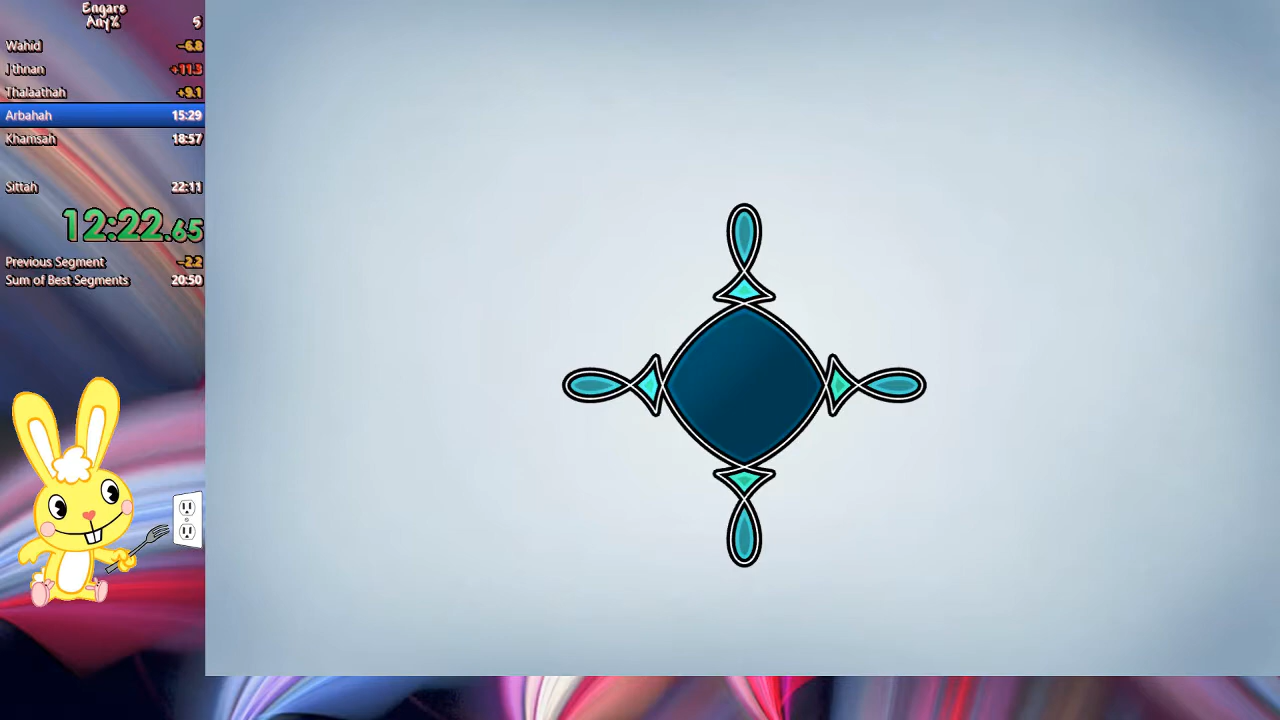 Engare
Any%
5
Wahid -6.8
I'thnan +11.3
Thalaathah +9.1
Arbahah 15:29
Khamsah 18:57
Sittah 22:11
12:22.65
Previous Segment -2.2
Sum of Best Segments 20:50